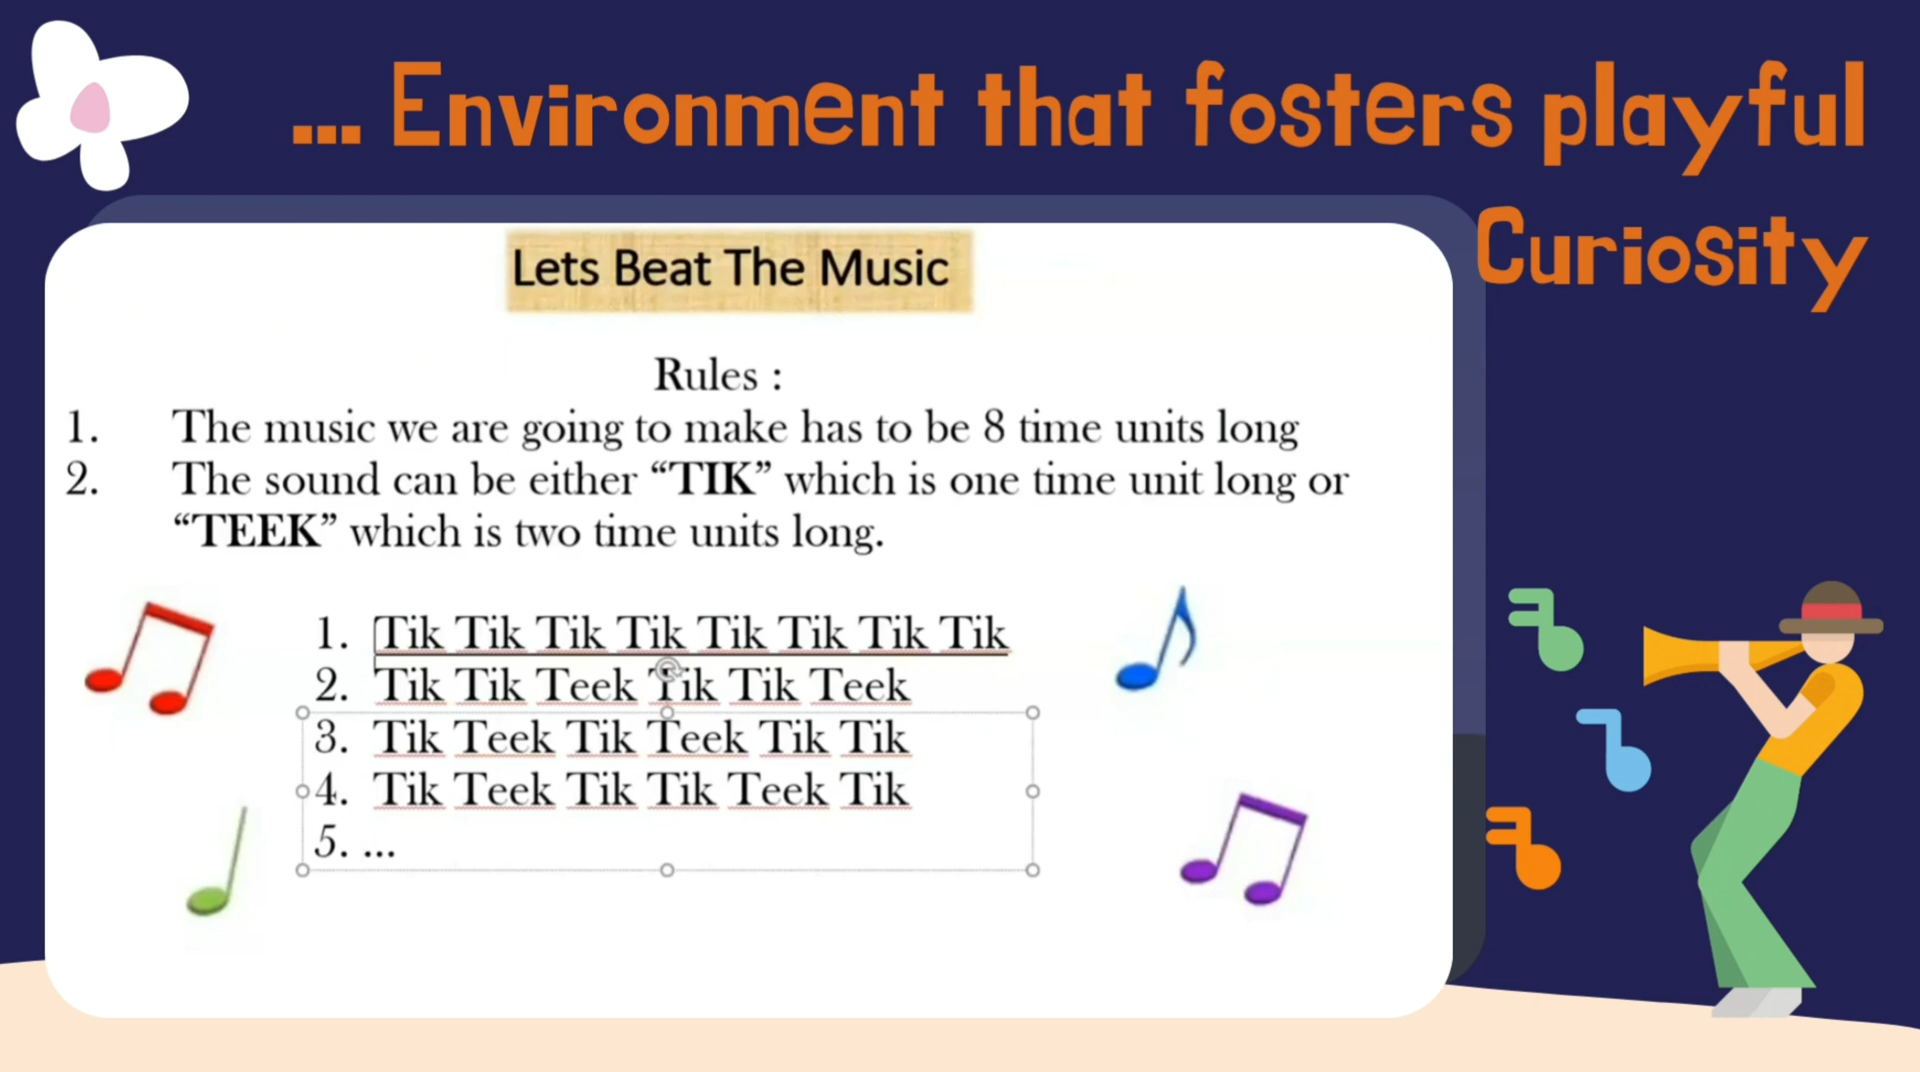 ... Environment that fosters playful
Curiosity
Lets Beat The Music
Rules :
1. The music we are going to make has to be 8 time units long
2. The sound can be either “TIK” which is one time unit long or
“TEEK” which is two time units long.
1. Tik Tik Tik Tik Tik Tik Tik Tik
2. Tik Tik Teek Tik Tik Teek
3. Tik Teek Tik Teek Tik Tik
4. Tik Teek Tik Tik Teek Tik
5. ...